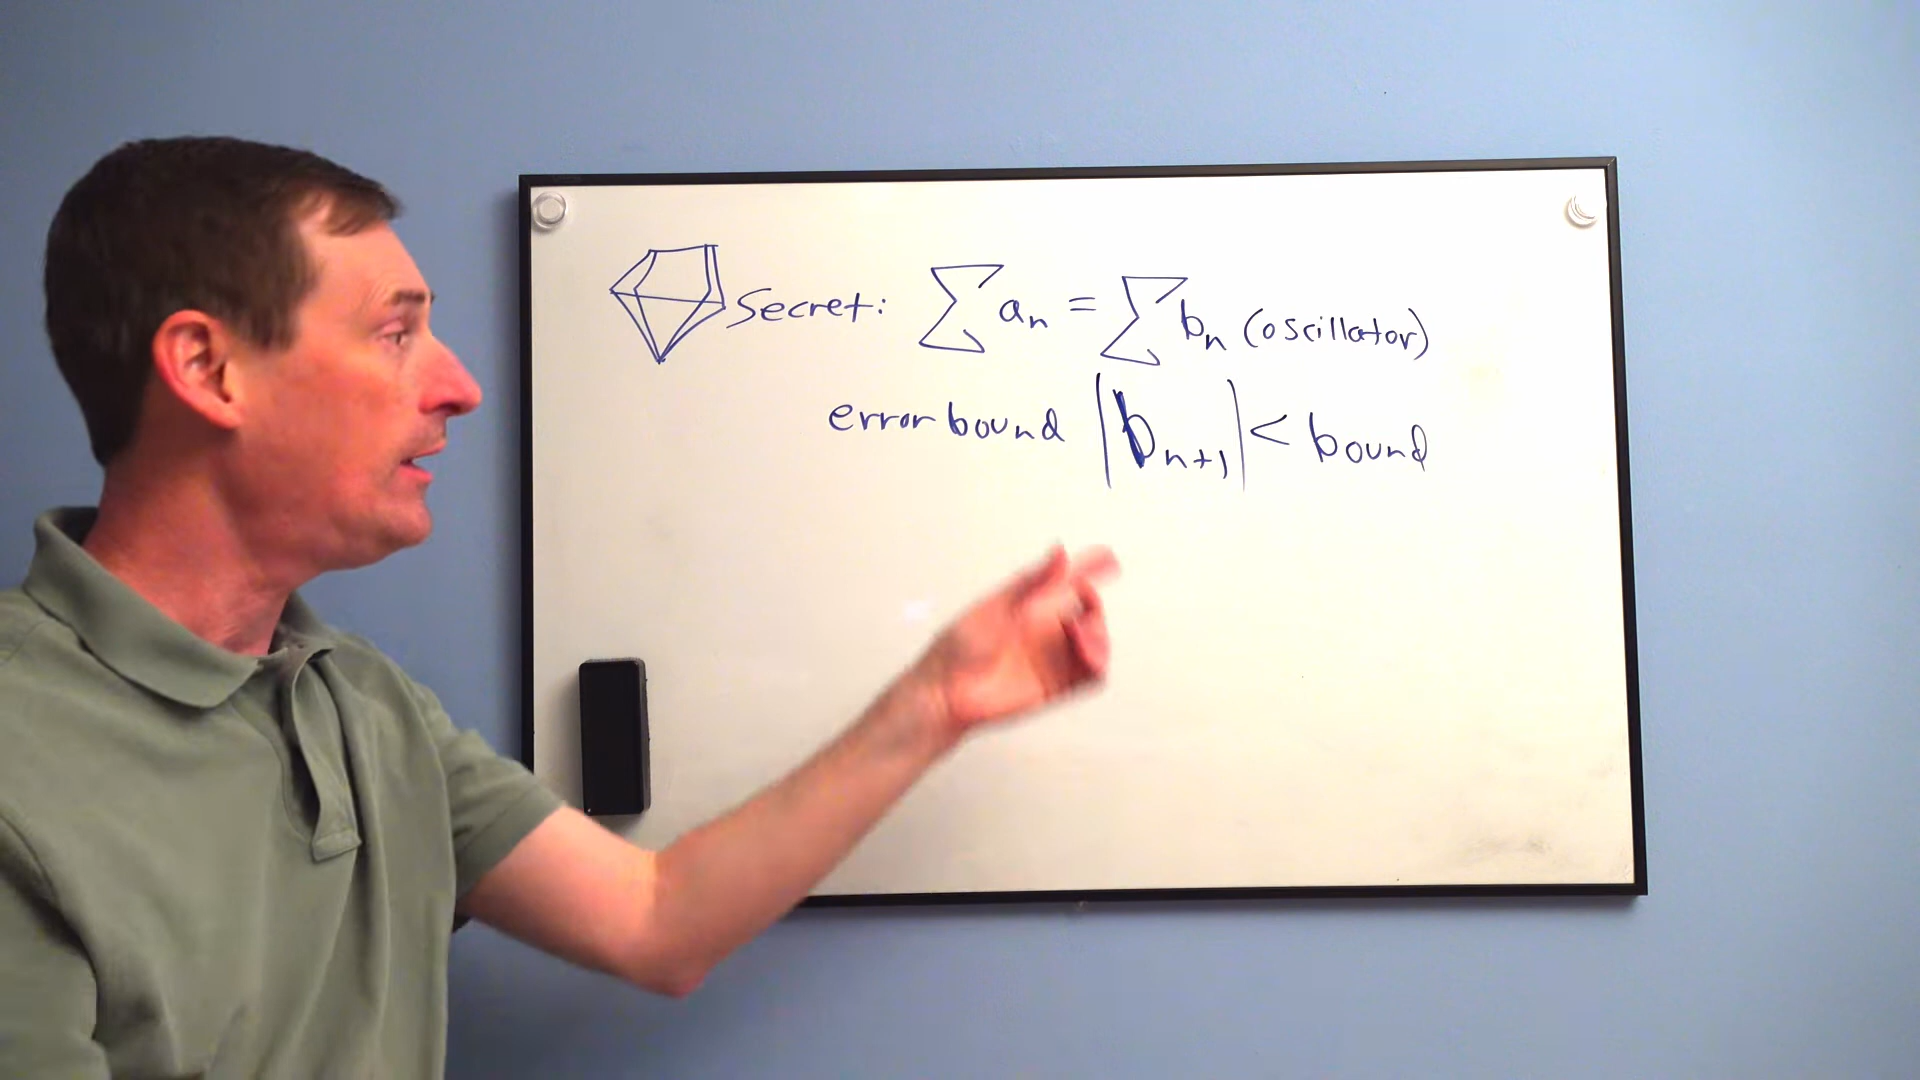 Secret: ∑ aₙ = ∑ bₙ (oscillator)
error bound |bₙ₊₁| < bound